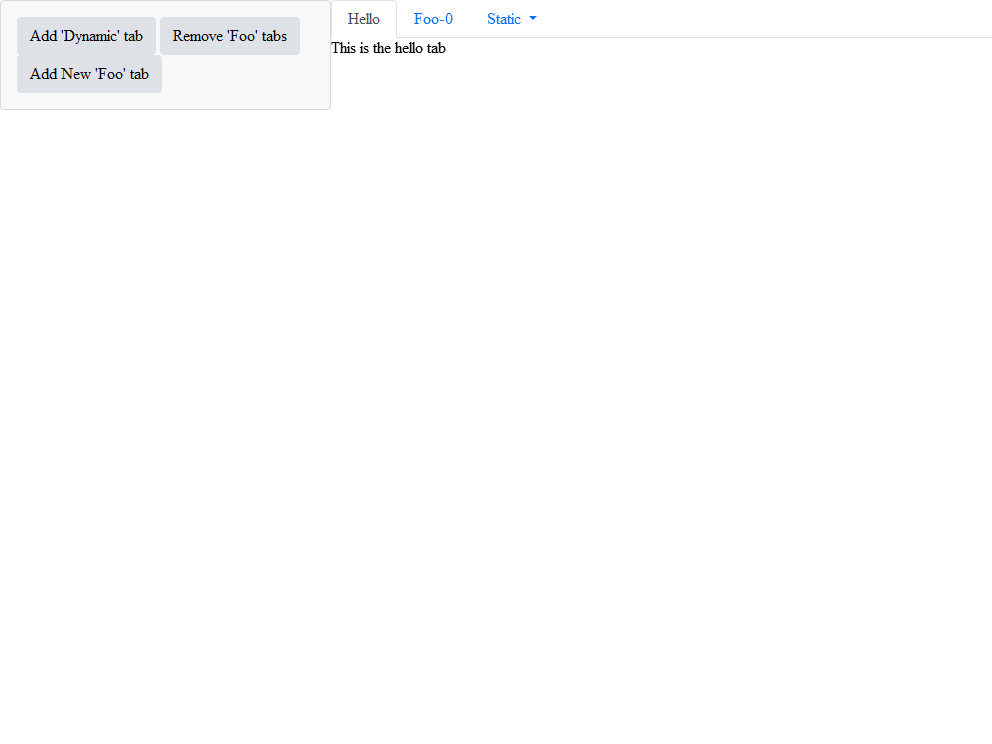 Add 'Dynamic' tab
Remove 'Foo' tabs
Add New 'Foo' tab
Hello
Foo-0
Static
This is the hello tab